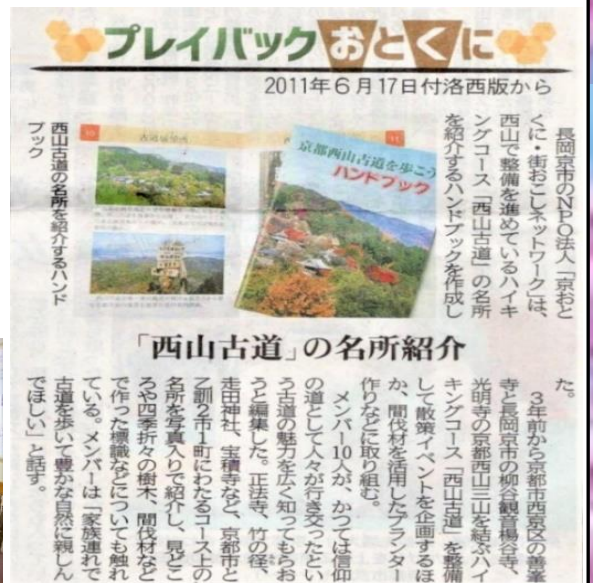 プレイバックおとくに
2011年6月17日付洛西版から
長岡京市のNPO法人「京おと
くに・街おこしネットワーク」は、
西山で整備を進めているハイキ
ングコース「西山古道」の名所
を紹介するハンドブックを作成し
た。
京都西山古道を歩こう
ハンドブック
西山古道の名所を紹介するハンド
ブック
「西山古道」の名所紹介
3年前から京都市西京区の善峯
寺と長岡京市の柳谷観音楊谷寺、
光明寺の京都西山三山を結ぶハイ
キングコース「西山古道」を整備
して散策イベントを企画するほ
か、間伐材を活用したプランター
作りなどに取り組む。
メンバー10人が、かつては信仰
の道として人々が行き交ったとい
う古道の魅力を広く知ってもらお
うと編集した。正法寺、竹の径、
走田神社、宝積寺など、京都市と
乙訓2市1町にわたるコース上の
名所を写真入りで紹介し、見どこ
ろや四季折々の樹木、間伐材など
で作った標識などについても触れ
ている。メンバーは「家族連れで
古道を歩いて豊かな自然に親しん
でほしい」と話す。